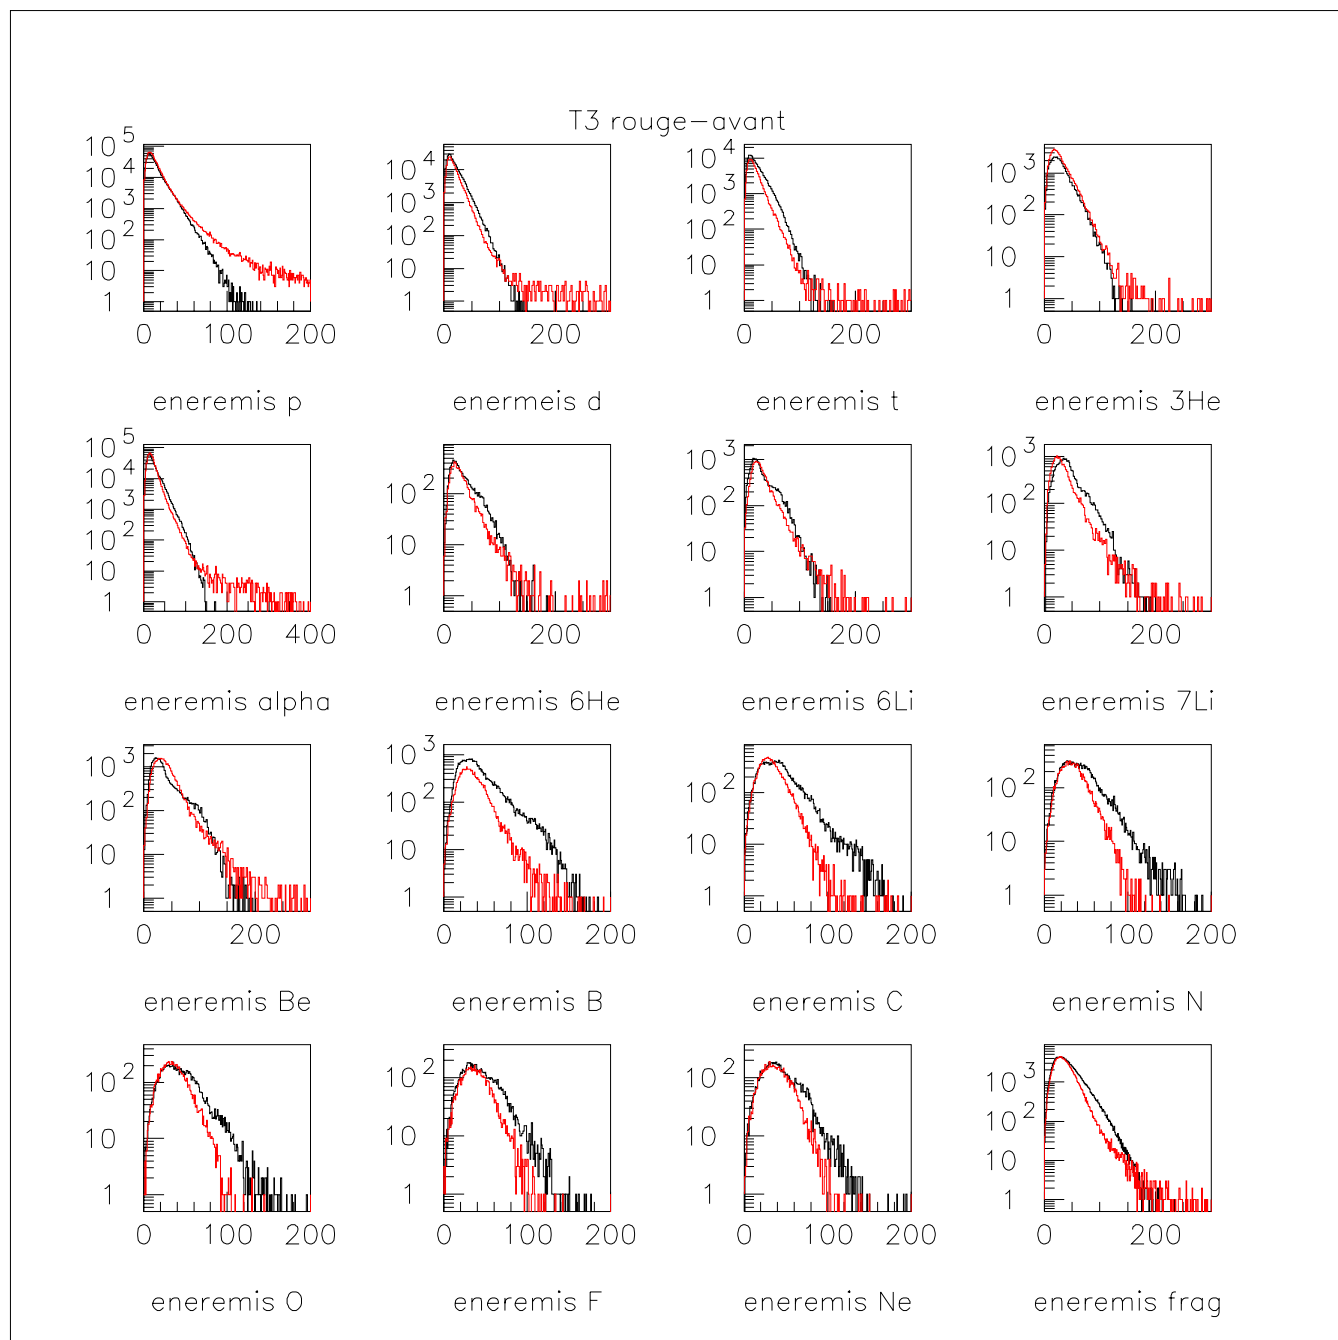 T3 rouge−avant
10^5
10^4
10^3
10^2
10
1
0 100 200
eneremis p
10^4
10^3
10^2
10
1
0 200
enermeis d
10^4
10^3
10^2
10
1
0 200
eneremis t
10^3
10^2
10
1
0 200
eneremis 3He
10^5
10^4
10^3
10^2
10
1
0 200 400
eneremis alpha
10^2
10
1
0 200
eneremis 6He
10^3
10^2
10
1
0 200
eneremis 6Li
10^3
10^2
10
1
0 200
eneremis 7Li
10^3
10^2
10
1
0 200
eneremis Be
10^3
10^2
10
1
0 100 200
eneremis B
10^2
10
1
0 100 200
eneremis C
10^2
10
1
0 100 200
eneremis N
10^2
10
1
0 100 200
eneremis O
10^2
10
1
0 100 200
eneremis F
10^2
10
1
0 100 200
eneremis Ne
10^3
10^2
10
1
0 200
eneremis frag